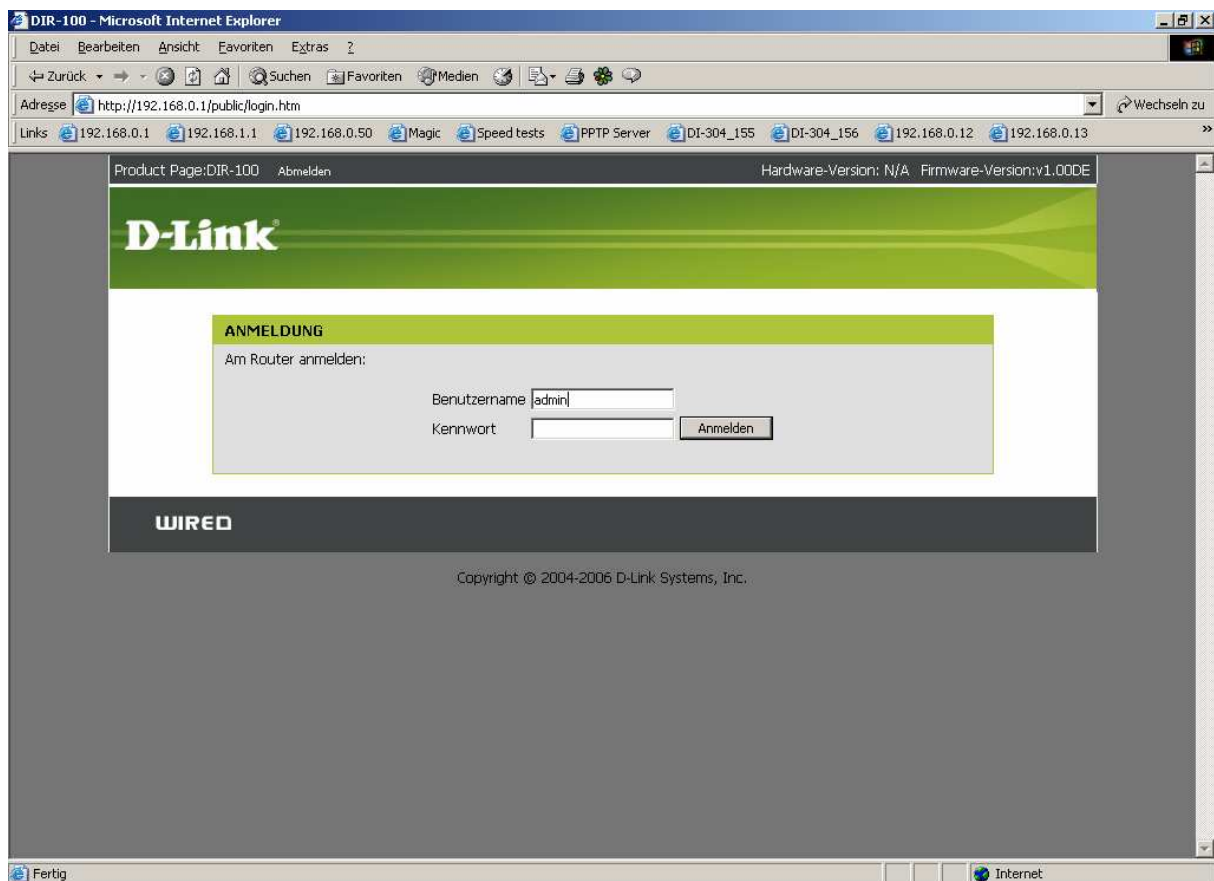 DIR-100 - Microsoft Internet Explorer
Datei Bearbeiten Ansicht Favoriten Extras ?
Zurück Suchen Favoriten Medien
Adresse http://192.168.0.1/public/login.htm Wechseln zu
Links 192.168.0.1 192.168.1.1 192.168.0.50 Magic Speed tests PPTP Server DI-304_155 DI-304_156 192.168.0.12 192.168.0.13 »
Product Page:DIR-100 Abmelden Hardware-Version: N/A Firmware-Version:v1.00DE
D-Link®
ANMELDUNG
Am Router anmelden:
Benutzername admin
Kennwort Anmelden
WIRED
Copyright © 2004-2006 D-Link Systems, Inc.
Fertig Internet